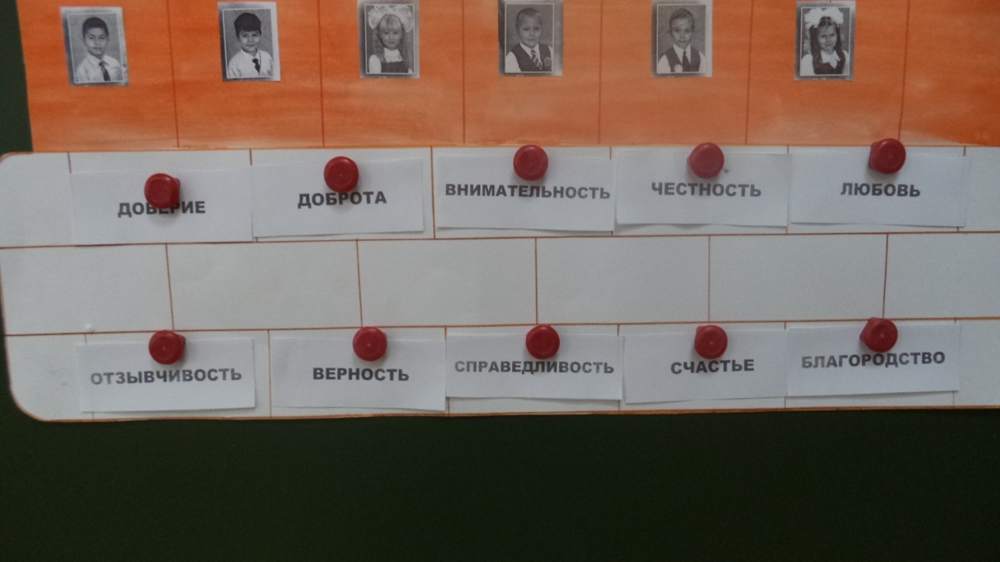 ДОВЕРИЕ
ДОБРОТА
ВНИМАТЕЛЬНОСТЬ
ЧЕСТНОСТЬ
ЛЮБОВЬ
ОТЗЫВЧИВОСТЬ
ВЕРНОСТЬ
СПРАВЕДЛИВОСТЬ
СЧАСТЬЕ
БЛАГОРОДСТВО